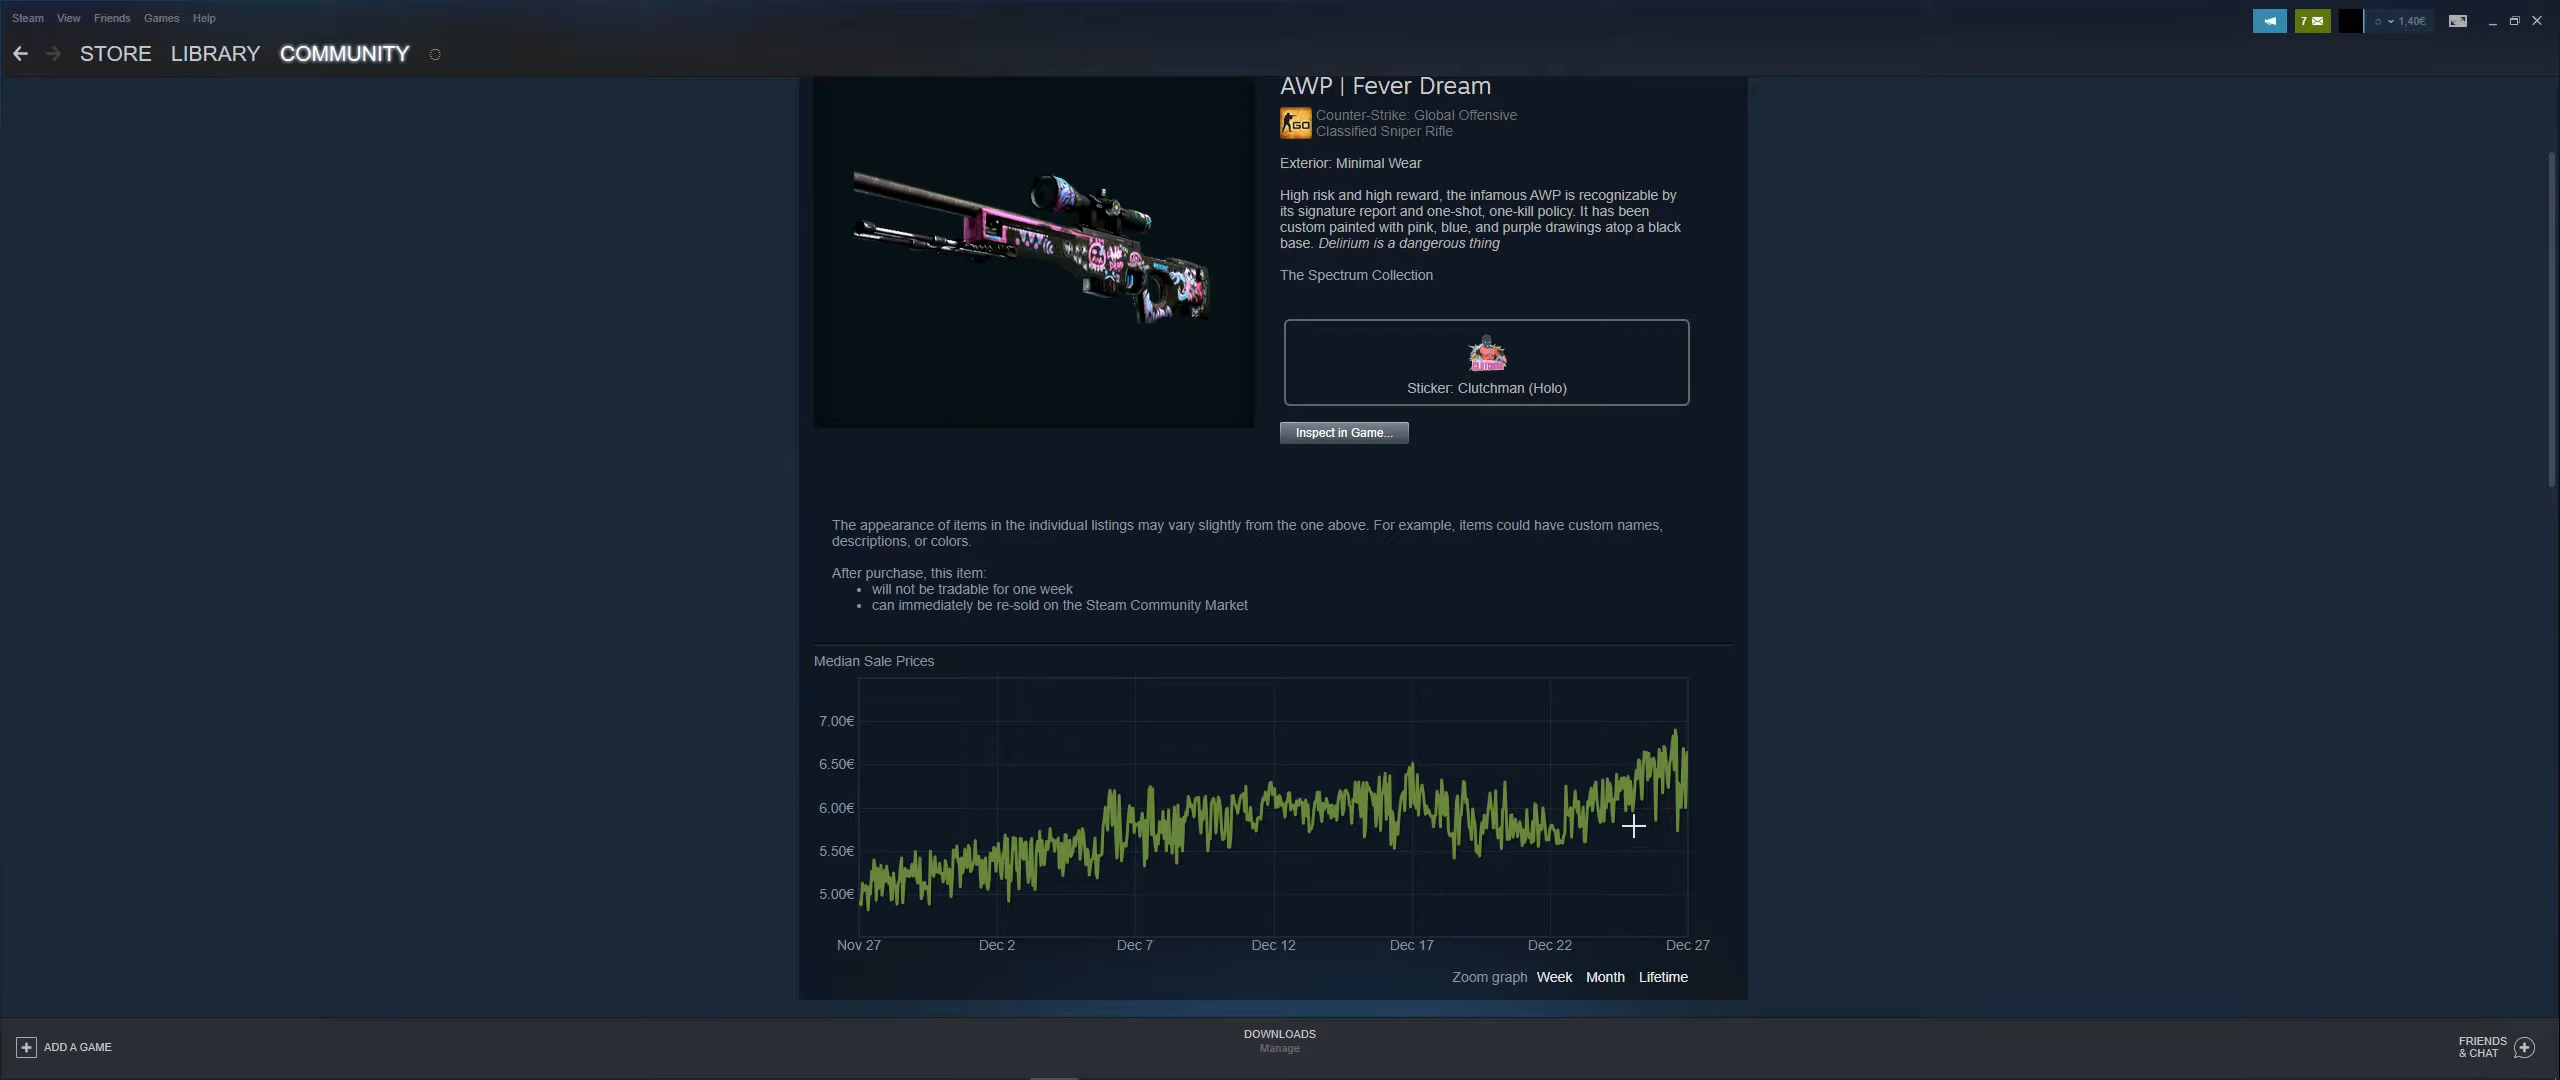 Steam View Friends Games Help
7 1,40€
STORE LIBRARY COMMUNITY
AWP | Fever Dream
GO
Counter-Strike: Global Offensive
Classified Sniper Rifle
Exterior: Minimal Wear
High risk and high reward, the infamous AWP is recognizable by
its signature report and one-shot, one-kill policy. It has been
custom painted with pink, blue, and purple drawings atop a black
base. Delirium is a dangerous thing
The Spectrum Collection
CLUTCHMAN
Sticker: Clutchman (Holo)
Inspect in Game...
The appearance of items in the individual listings may vary slightly from the one above. For example, items could have custom names,
descriptions, or colors.
After purchase, this item:
• will not be tradable for one week
• can immediately be re-sold on the Steam Community Market
Median Sale Prices
7.00€
6.50€
6.00€
5.50€
5.00€
Nov 27 Dec 2 Dec 7 Dec 12 Dec 17 Dec 22 Dec 27
Zoom graph Week Month Lifetime
ADD A GAME
DOWNLOADS
Manage
FRIENDS
& CHAT